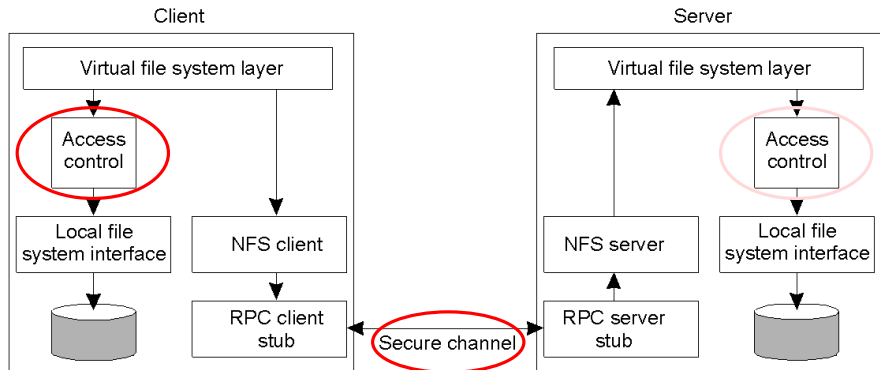 Client
Server
Virtual file system layer
Virtual file system layer
Access
control
Access
control
Local file
system interface
NFS client
NFS server
Local file
system interface
RPC client
stub
Secure channel
RPC server
stub